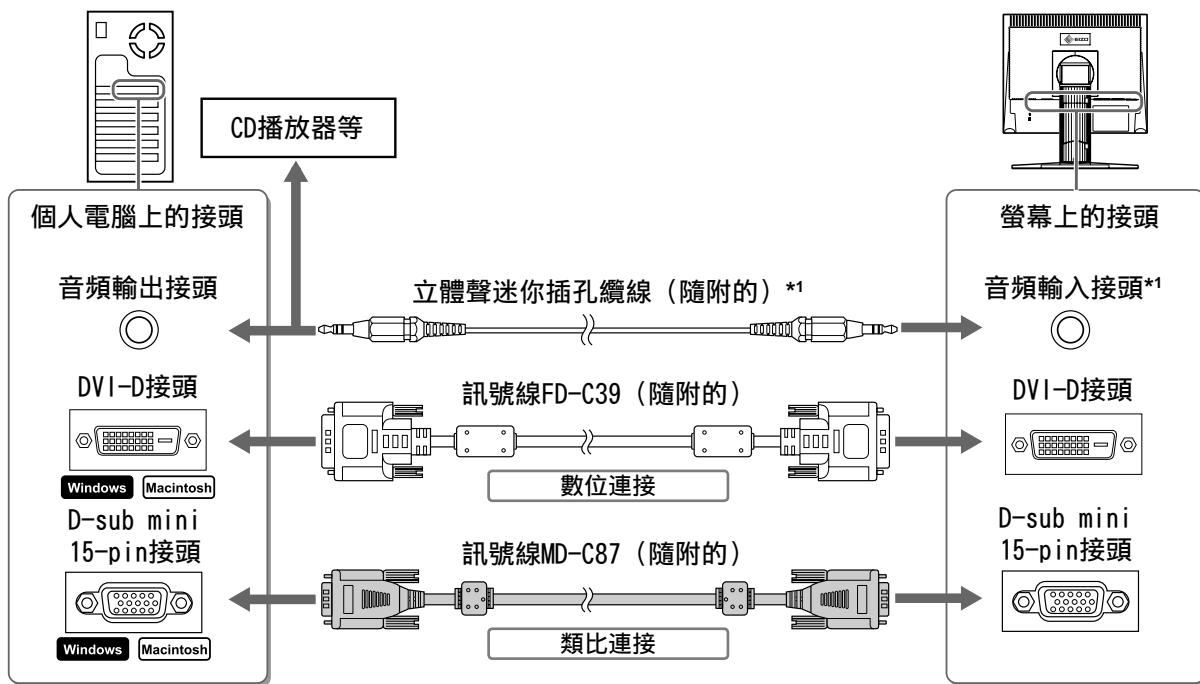 EIZO
CD播放器等
個人電腦上的接頭
螢幕上的接頭
音頻輸出接頭
立體聲迷你插孔纜線（隨附的）*1
音頻輸入接頭*1
DVI-D接頭
訊號線FD-C39（隨附的）
DVI-D接頭
Windows Macintosh
數位連接
D-sub mini
15-pin接頭
訊號線MD-C87（隨附的）
D-sub mini
15-pin接頭
Windows Macintosh
類比連接